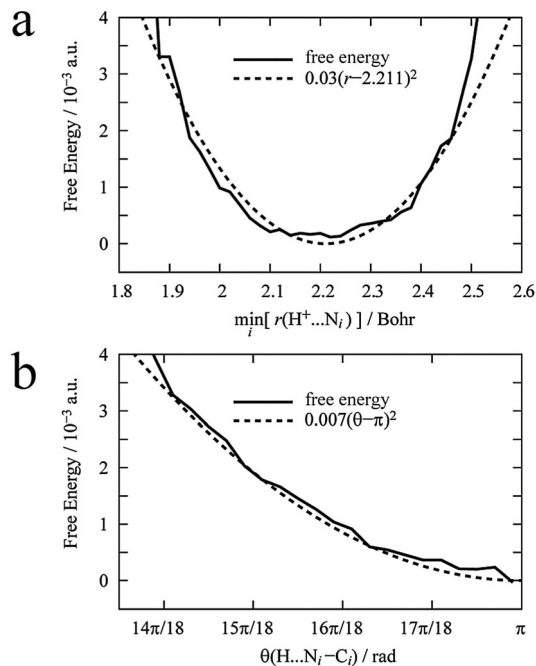 a
Free Energy / 10⁻³ a.u.
4
3
2
1
0
free energy
0.03(r−2.211)²
1.8 1.9 2 2.1 2.2 2.3 2.4 2.5 2.6
min[ r(H⁺...Nᵢ) ] / Bohr
i
b
Free Energy / 10⁻³ a.u.
4
3
2
1
0
free energy
0.007(θ−π)²
14π/18 15π/18 16π/18 17π/18 π
θ(H...Nᵢ−Cᵢ) / rad